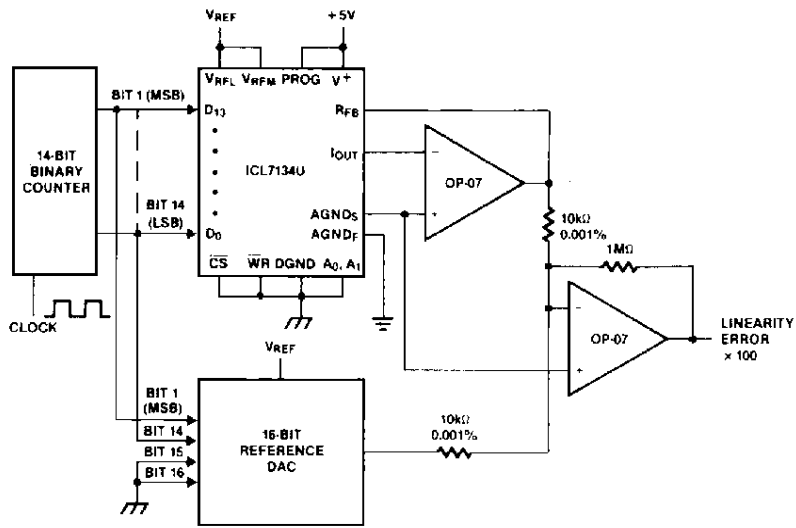 VREF
+5V
VRFL VRFM PROG V+
BIT 1 (MSB)
D13
RFB
14-BIT
BINARY
COUNTER
ICL7134U
IOUT
OP-07
BIT 14
(LSB)
D0
AGNDS
AGNDF
10kΩ
0.001%
1MΩ
CS WR DGND A0, A1
CLOCK
OP-07
LINEARITY
ERROR
× 100
VREF
BIT 1
(MSB)
BIT 14
BIT 15
BIT 16
16-BIT
REFERENCE
DAC
10kΩ
0.001%